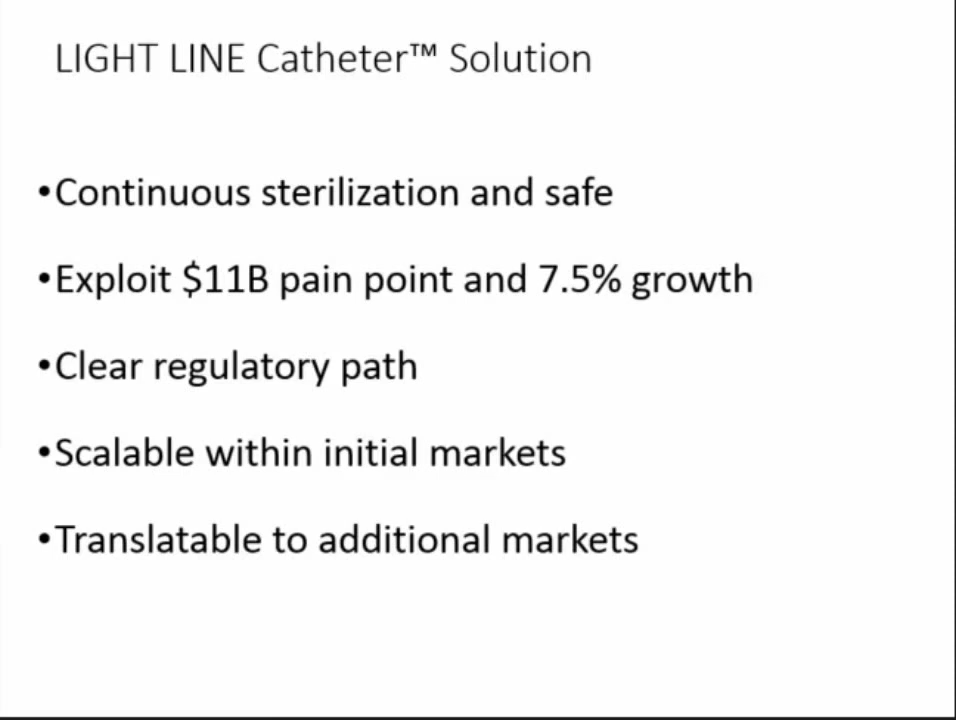 LIGHT LINE Catheter™ Solution
•Continuous sterilization and safe
•Exploit $11B pain point and 7.5% growth
•Clear regulatory path
•Scalable within initial markets
•Translatable to additional markets